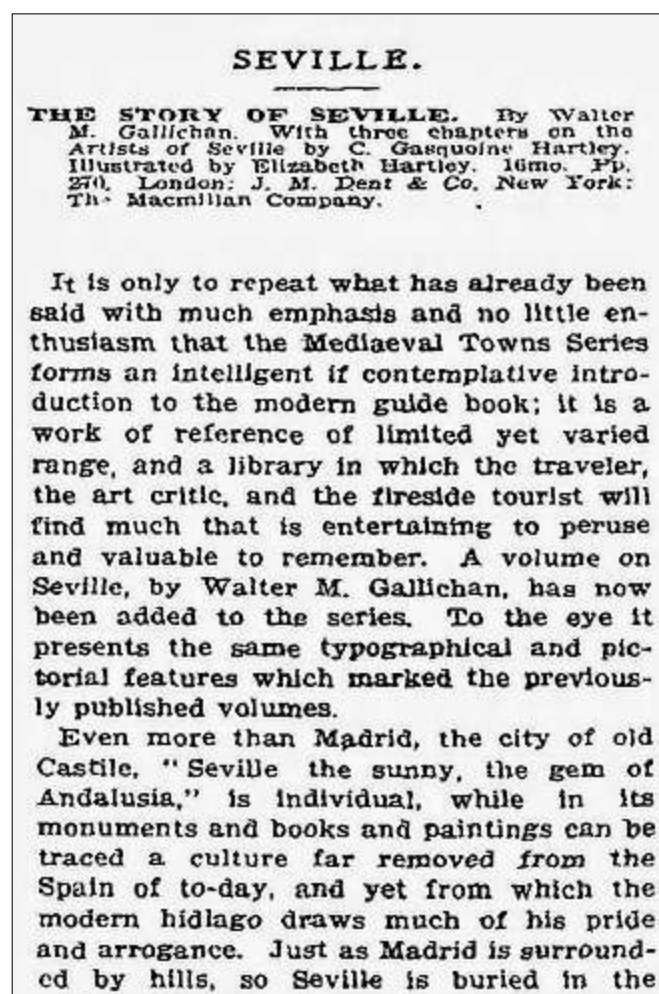 SEVILLE.
THE STORY OF SEVILLE. By Walter
M. Gallichan. With three chapters on the
Artists of Seville by C. Gasquoine Hartley.
Illustrated by Elizabeth Hartley. 16mo. Pp.
270. London: J. M. Dent & Co. New York:
The Macmillan Company.
It is only to repeat what has already been
said with much emphasis and no little en-
thusiasm that the Mediaeval Towns Series
forms an intelligent if contemplative intro-
duction to the modern guide book; it is a
work of reference of limited yet varied
range, and a library in which the traveler,
the art critic, and the fireside tourist will
find much that is entertaining to peruse
and valuable to remember. A volume on
Seville, by Walter M. Gallichan, has now
been added to the series. To the eye it
presents the same typographical and pic-
torial features which marked the previous-
ly published volumes.
Even more than Madrid, the city of old
Castile, "Seville the sunny, the gem of
Andalusia," is individual, while in its
monuments and books and paintings can be
traced a culture far removed from the
Spain of to-day, and yet from which the
modern hidlago draws much of his pride
and arrogance. Just as Madrid is surround-
ed by hills, so Seville is buried in the